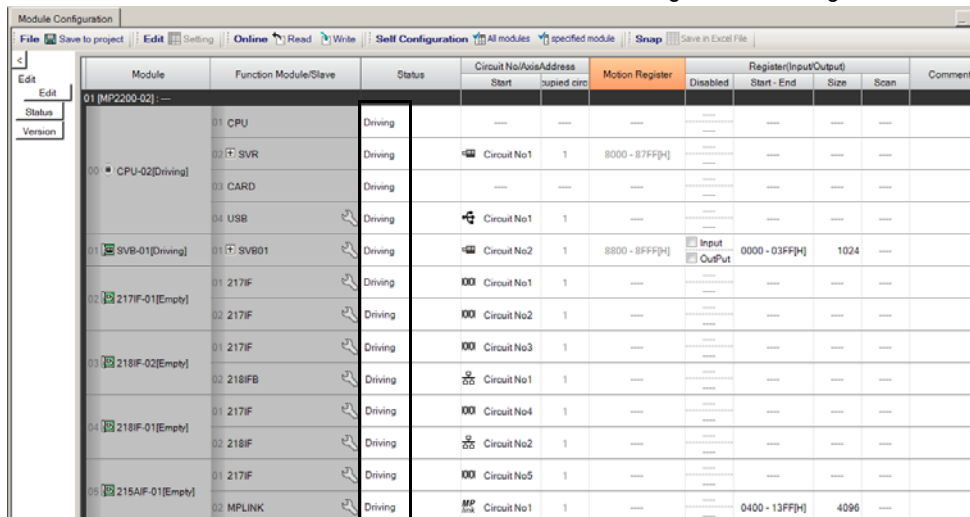 Module Configuration
File Save to project Edit Setting Online Read Write Self Configuration All modules specified module Snap Save in Excel File
<
Edit
Edit
Status
Version
Module Function Module/Slave Status Circuit No/AxisAddress Motion Register Register(Input/Output) Comment
Start cupied circ Disabled Start - End Size Scan
01 [MP2200-02] : ---
00 CPU-02[Driving]
01 CPU Driving ---- ---- ---- ---- ---- ---- ----
02 + SVR Driving Circuit No1 1 8000 - 87FF[H] ---- ---- ---- ----
03 CARD Driving ---- ---- ---- ---- ---- ---- ----
04 USB Driving Circuit No1 1 ---- ---- ---- ---- ----
01 SVB-01[Driving] 01 + SVB01 Driving Circuit No2 1 8800 - 8FFF[H] Input OutPut 0000 - 03FF[H] 1024 ----
02 217IF-01[Empty]
01 217IF Driving Circuit No1 1 ---- ---- ---- ---- ----
02 217IF Driving Circuit No2 1 ---- ---- ---- ---- ----
03 218IF-02[Empty]
01 217IF Driving Circuit No3 1 ---- ---- ---- ---- ----
02 218IFB Driving Circuit No1 1 ---- ---- ---- ---- ----
04 218IF-01[Empty]
01 217IF Driving Circuit No4 1 ---- ---- ---- ---- ----
02 218IF Driving Circuit No2 1 ---- ---- ---- ---- ----
05 215AIF-01[Empty]
01 217IF Driving Circuit No5 1 ---- ---- ---- ---- ----
02 MPLINK Driving MP link Circuit No1 1 ---- ---- 0400 - 13FF[H] 4096 ----